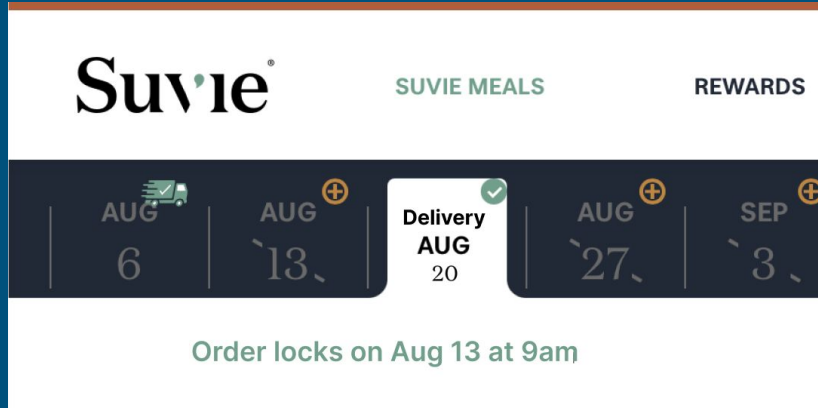 Suvie®
SUVIE MEALS
REWARDS
AUG
6
AUG
13
Delivery
AUG
20
AUG
27
SEP
3
Order locks on Aug 13 at 9am